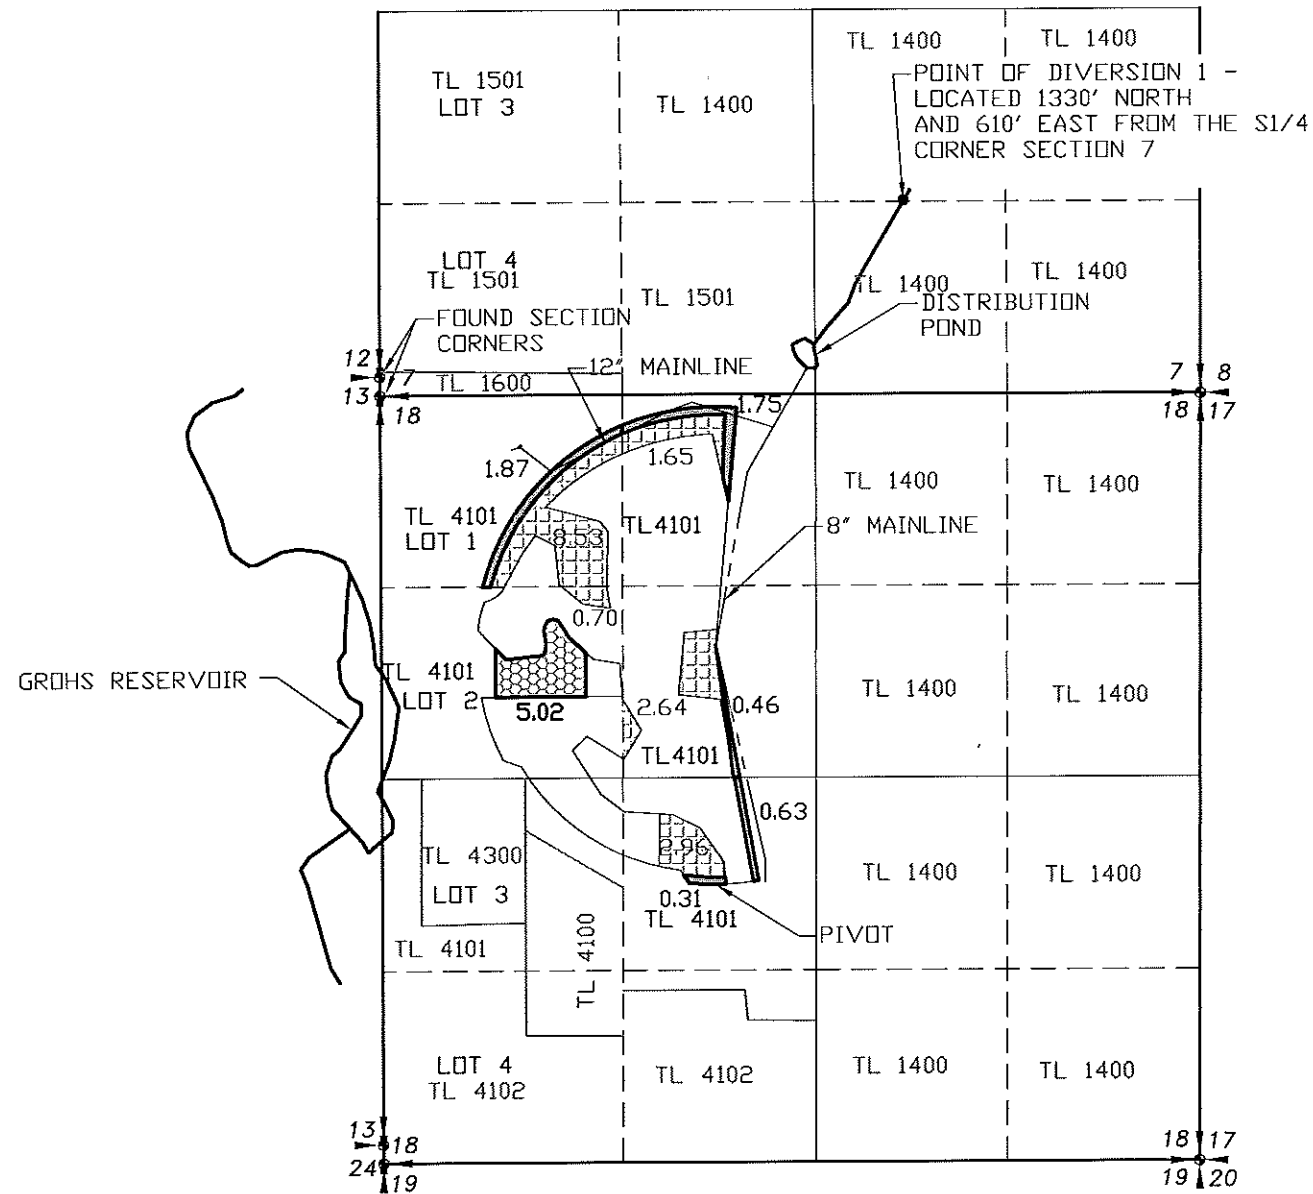 TL 1400
TL 1400
TL 1501
LOT 3
TL 1400
POINT OF DIVERSION 1 -
LOCATED 1330' NORTH
AND 610' EAST FROM THE S1/4
CORNER SECTION 7
LOT 4
TL 1501
TL 1501
TL 1400
TL 1400
DISTRIBUTION
POND
FOUND SECTION
CORNERS
12
7
TL 1600
12" MAINLINE
7
8
13
18
18
17
1.75
1.87
1.65
TL 4101
LOT 1
8.53
TL4101
TL 1400
TL 1400
8" MAINLINE
0.70
GROHS RESERVOIR
TL 4101
LOT 2
5.02
2.64
0.46
TL4101
TL 1400
TL 1400
0.63
TL 4300
LOT 3
2.96
0.31
TL 4101
TL 1400
TL 1400
PIVOT
TL 4101
TL 4100
LOT 4
TL 4102
TL 4102
TL 1400
TL 1400
13
18
24
19
18
17
19
20